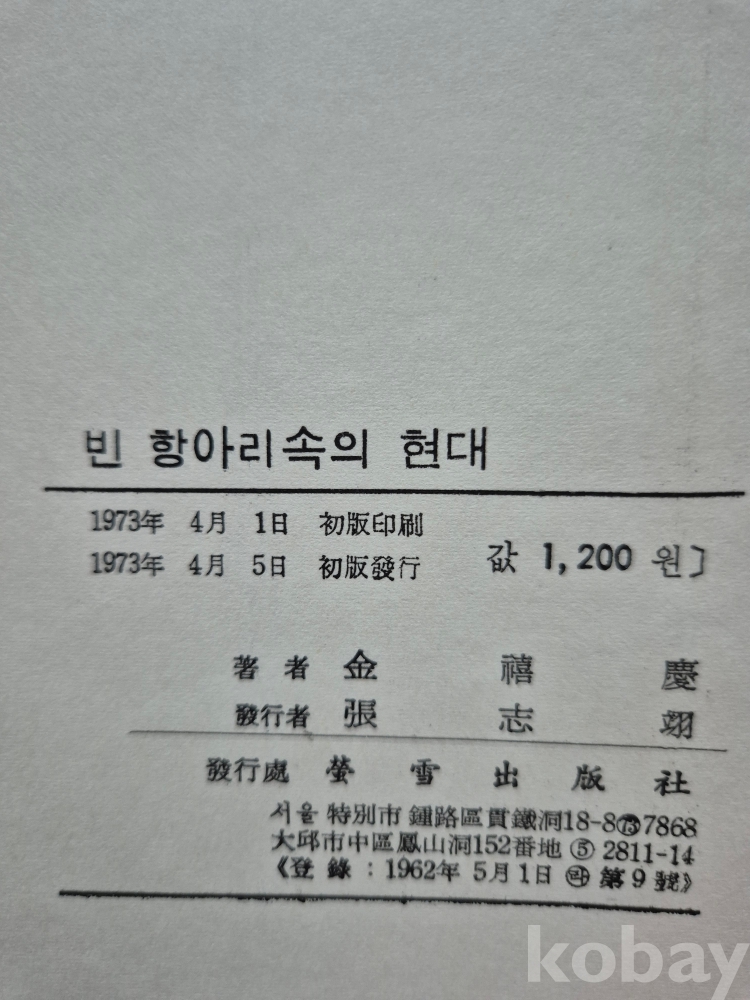 빈 항아리속의 현대
1973年 4月 1日 初版印刷
1973年 4月 5日 初版發行
값 1,200 원〕
著者 金禧慶
發行者 張志翊
發行處 螢雪出版社
서울 特別市 鍾路區貫鐵洞18-8 ㊆ 7868
大邱市中區鳳山洞152番地 ⑤ 2811-14
《登錄 : 1962年 5月 1日 ㉳ 第9號》
kobay